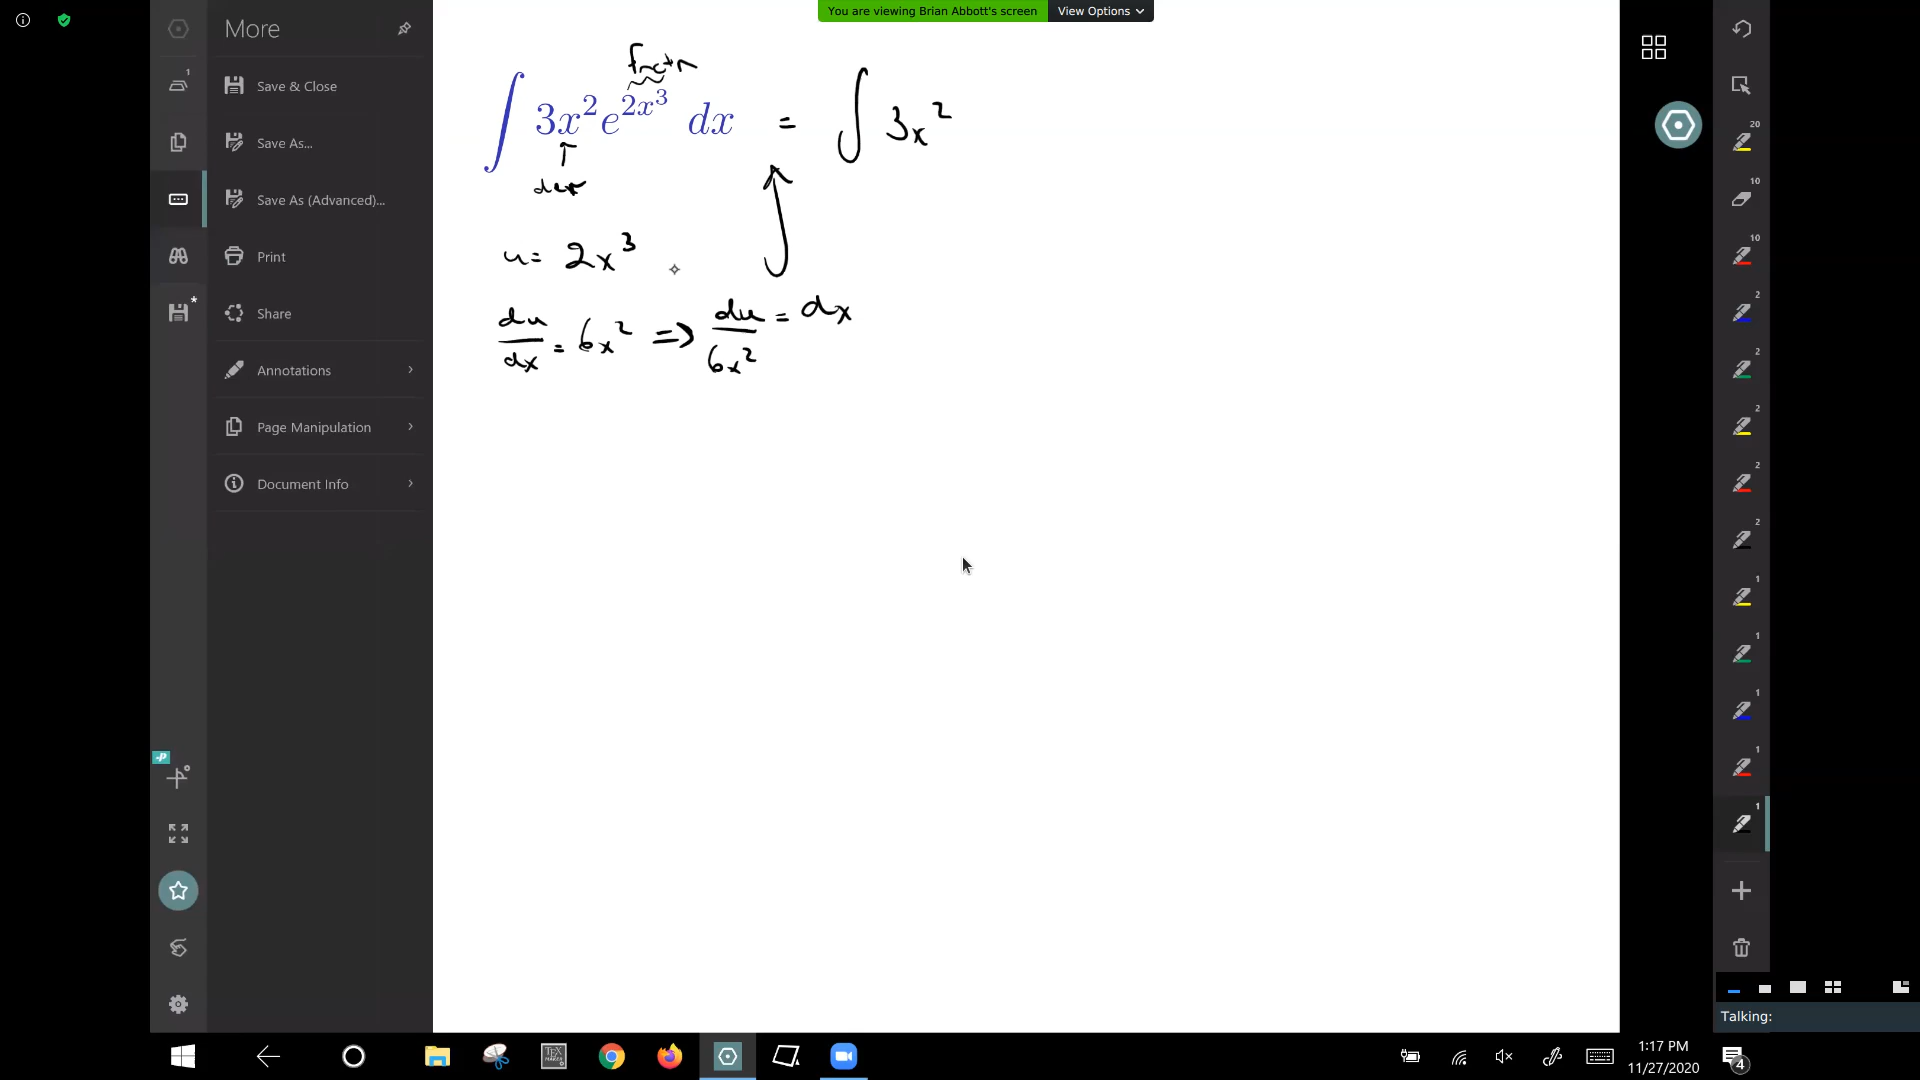 You are viewing Brian Abbott's screen View Options
More
Save & Close
Save As...
Save As (Advanced)...
Print
Share
Annotations
Page Manipulation
Document Info
1
*
P
fnctn
∫ 3x² e^{2x³} dx = ∫ 3x²
↑
der
u = 2x³
du/dx = 6x² => du/6x² = dx
20
10
10
2
2
2
2
2
1
1
1
1
1
Talking:
TEX
MAKER
1:17 PM
11/27/2020
4